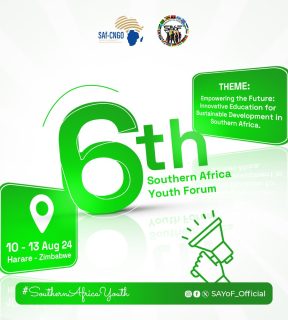 SAf-CNGO
THEME:
Empowering the Future:
Innovative Education for
Sustainable Development in
Southern Africa.
6th
Southern Africa
Youth Forum
10 - 13 Aug 24
Harare - Zimbabwe
#SouthernAfricaYouth
SAYoF_Official